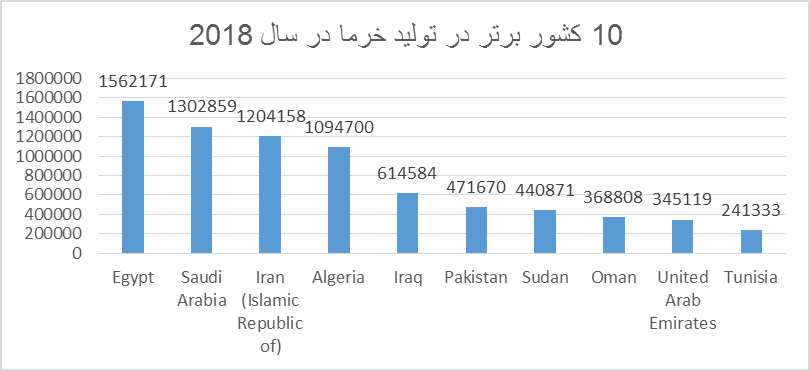 10 کشور برتر در تولید خرما در سال 2018
1800000
1600000
1400000
1200000
1000000
800000
600000
400000
200000
0
1562171
1302859
1204158
1094700
614584
471670
440871
368808
345119
241333
Egypt
Saudi
Arabia
Iran
(Islamic
Republic
of)
Algeria
Iraq
Pakistan
Sudan
Oman
United
Arab
Emirates
Tunisia